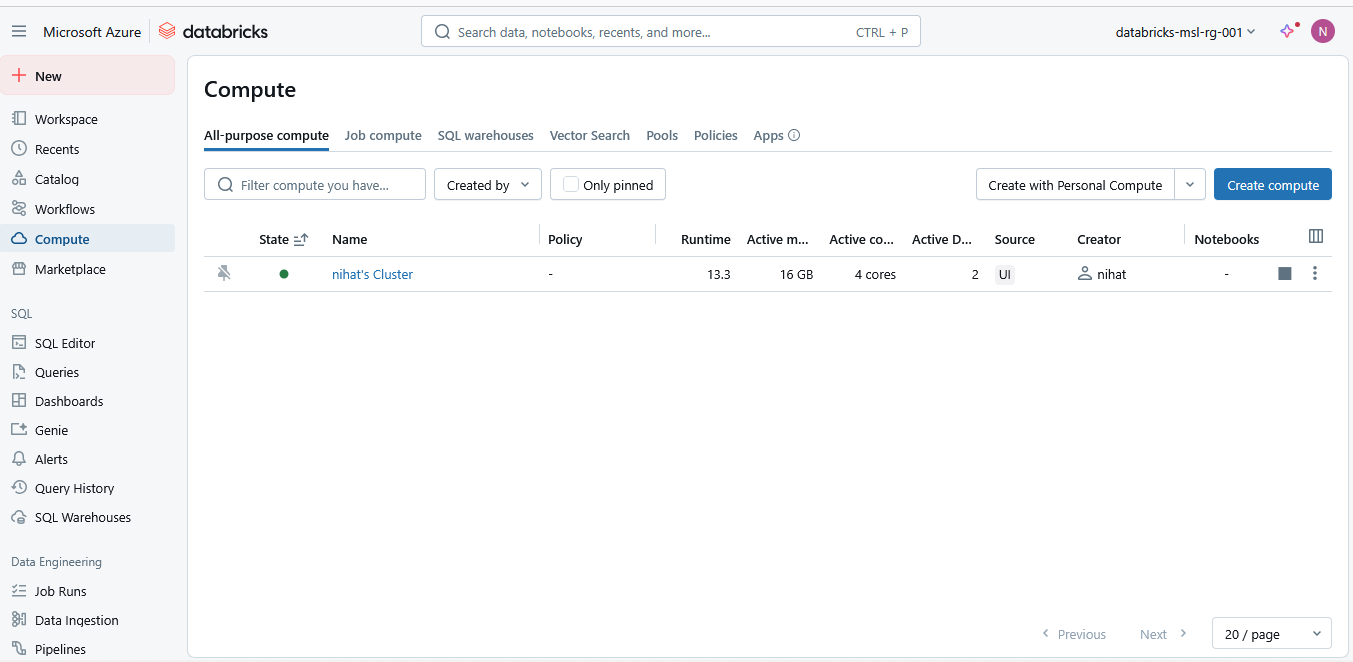 Microsoft Azure databricks
Search data, notebooks, recents, and more... CTRL + P
databricks-msl-rg-001 N
New
Workspace
Recents
Catalog
Workflows
Compute
Marketplace
SQL
SQL Editor
Queries
Dashboards
Genie
Alerts
Query History
SQL Warehouses
Data Engineering
Job Runs
Data Ingestion
Pipelines
Compute
All-purpose compute Job compute SQL warehouses Vector Search Pools Policies Apps
Filter compute you have... Created by Only pinned Create with Personal Compute Create compute
State Name Policy Runtime Active m... Active co... Active D... Source Creator Notebooks
nihat's Cluster - 13.3 16 GB 4 cores 2 UI nihat -
Previous Next 20 / page